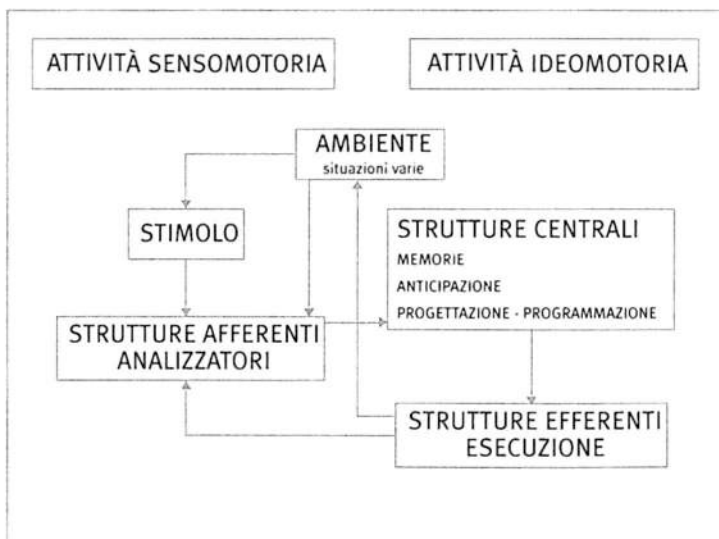 ATTIVITÀ SENSOMOTORIA
ATTIVITÀ IDEOMOTORIA
AMBIENTE
situazioni varie
STIMOLO
STRUTTURE CENTRALI
MEMORIE
ANTICIPAZIONE
PROGETTAZIONE - PROGRAMMAZIONE
STRUTTURE AFFERENTI
ANALIZZATORI
STRUTTURE EFFERENTI
ESECUZIONE